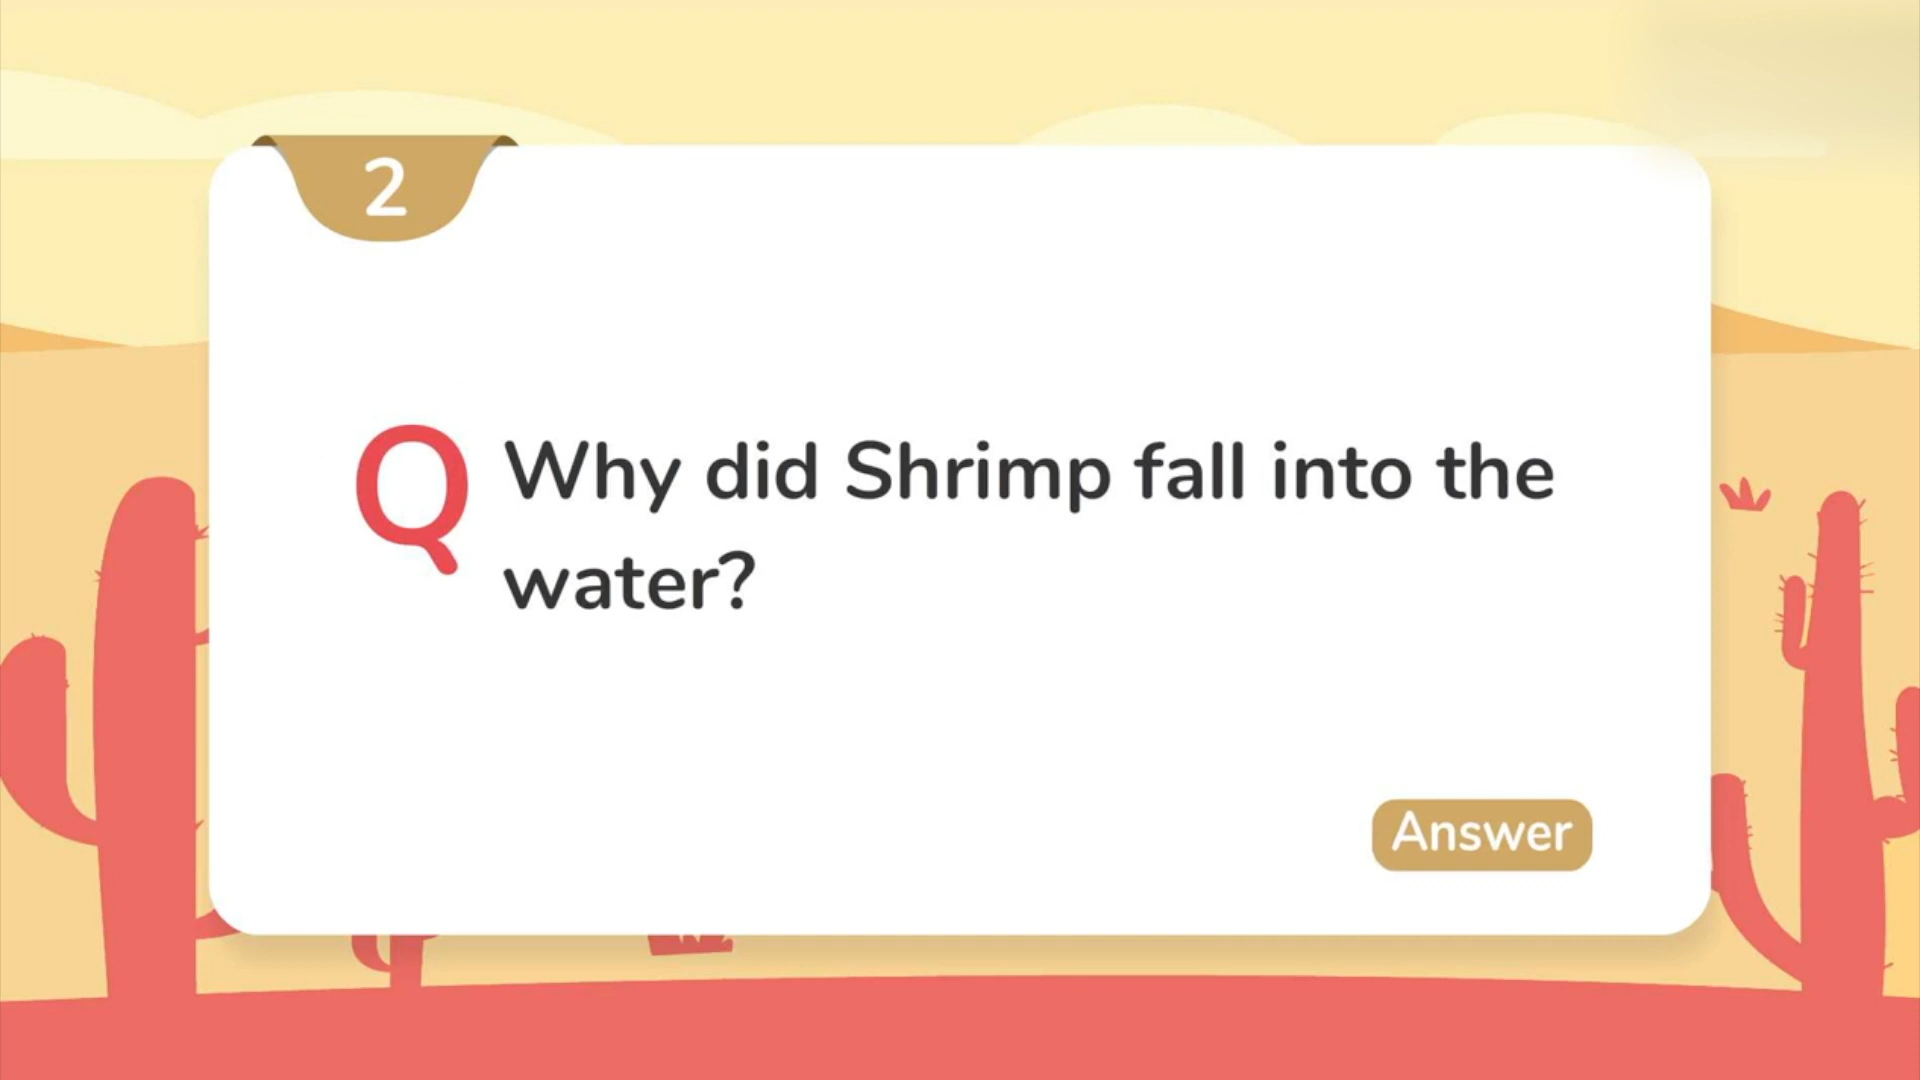 2
Q Why did Shrimp fall into the
water?
Answer